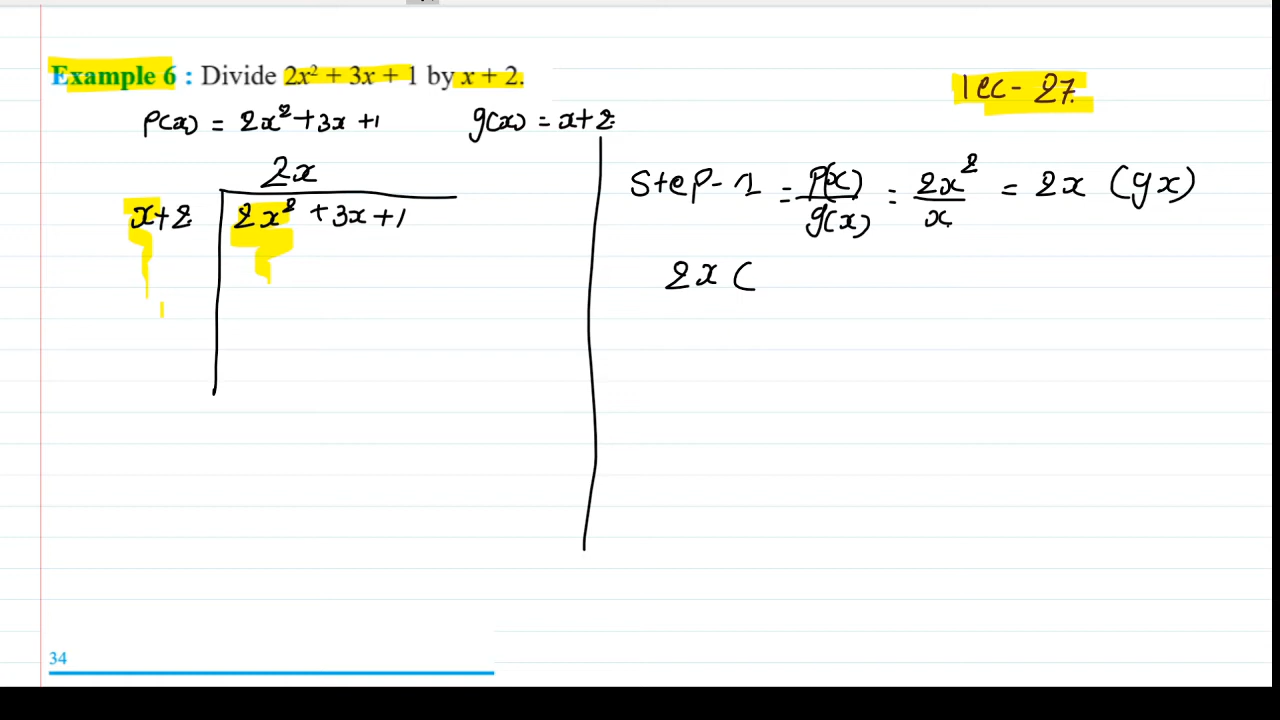 Example 6 : Divide 2x² + 3x + 1 by x + 2.
lec - 27.
p(x) = 2x² + 3x + 1 g(x) = x + 2
2x
x + 2 2x² + 3x + 1
Step - 1 = p(x)/g(x) = 2x²/x = 2x (gx)
2x (
34